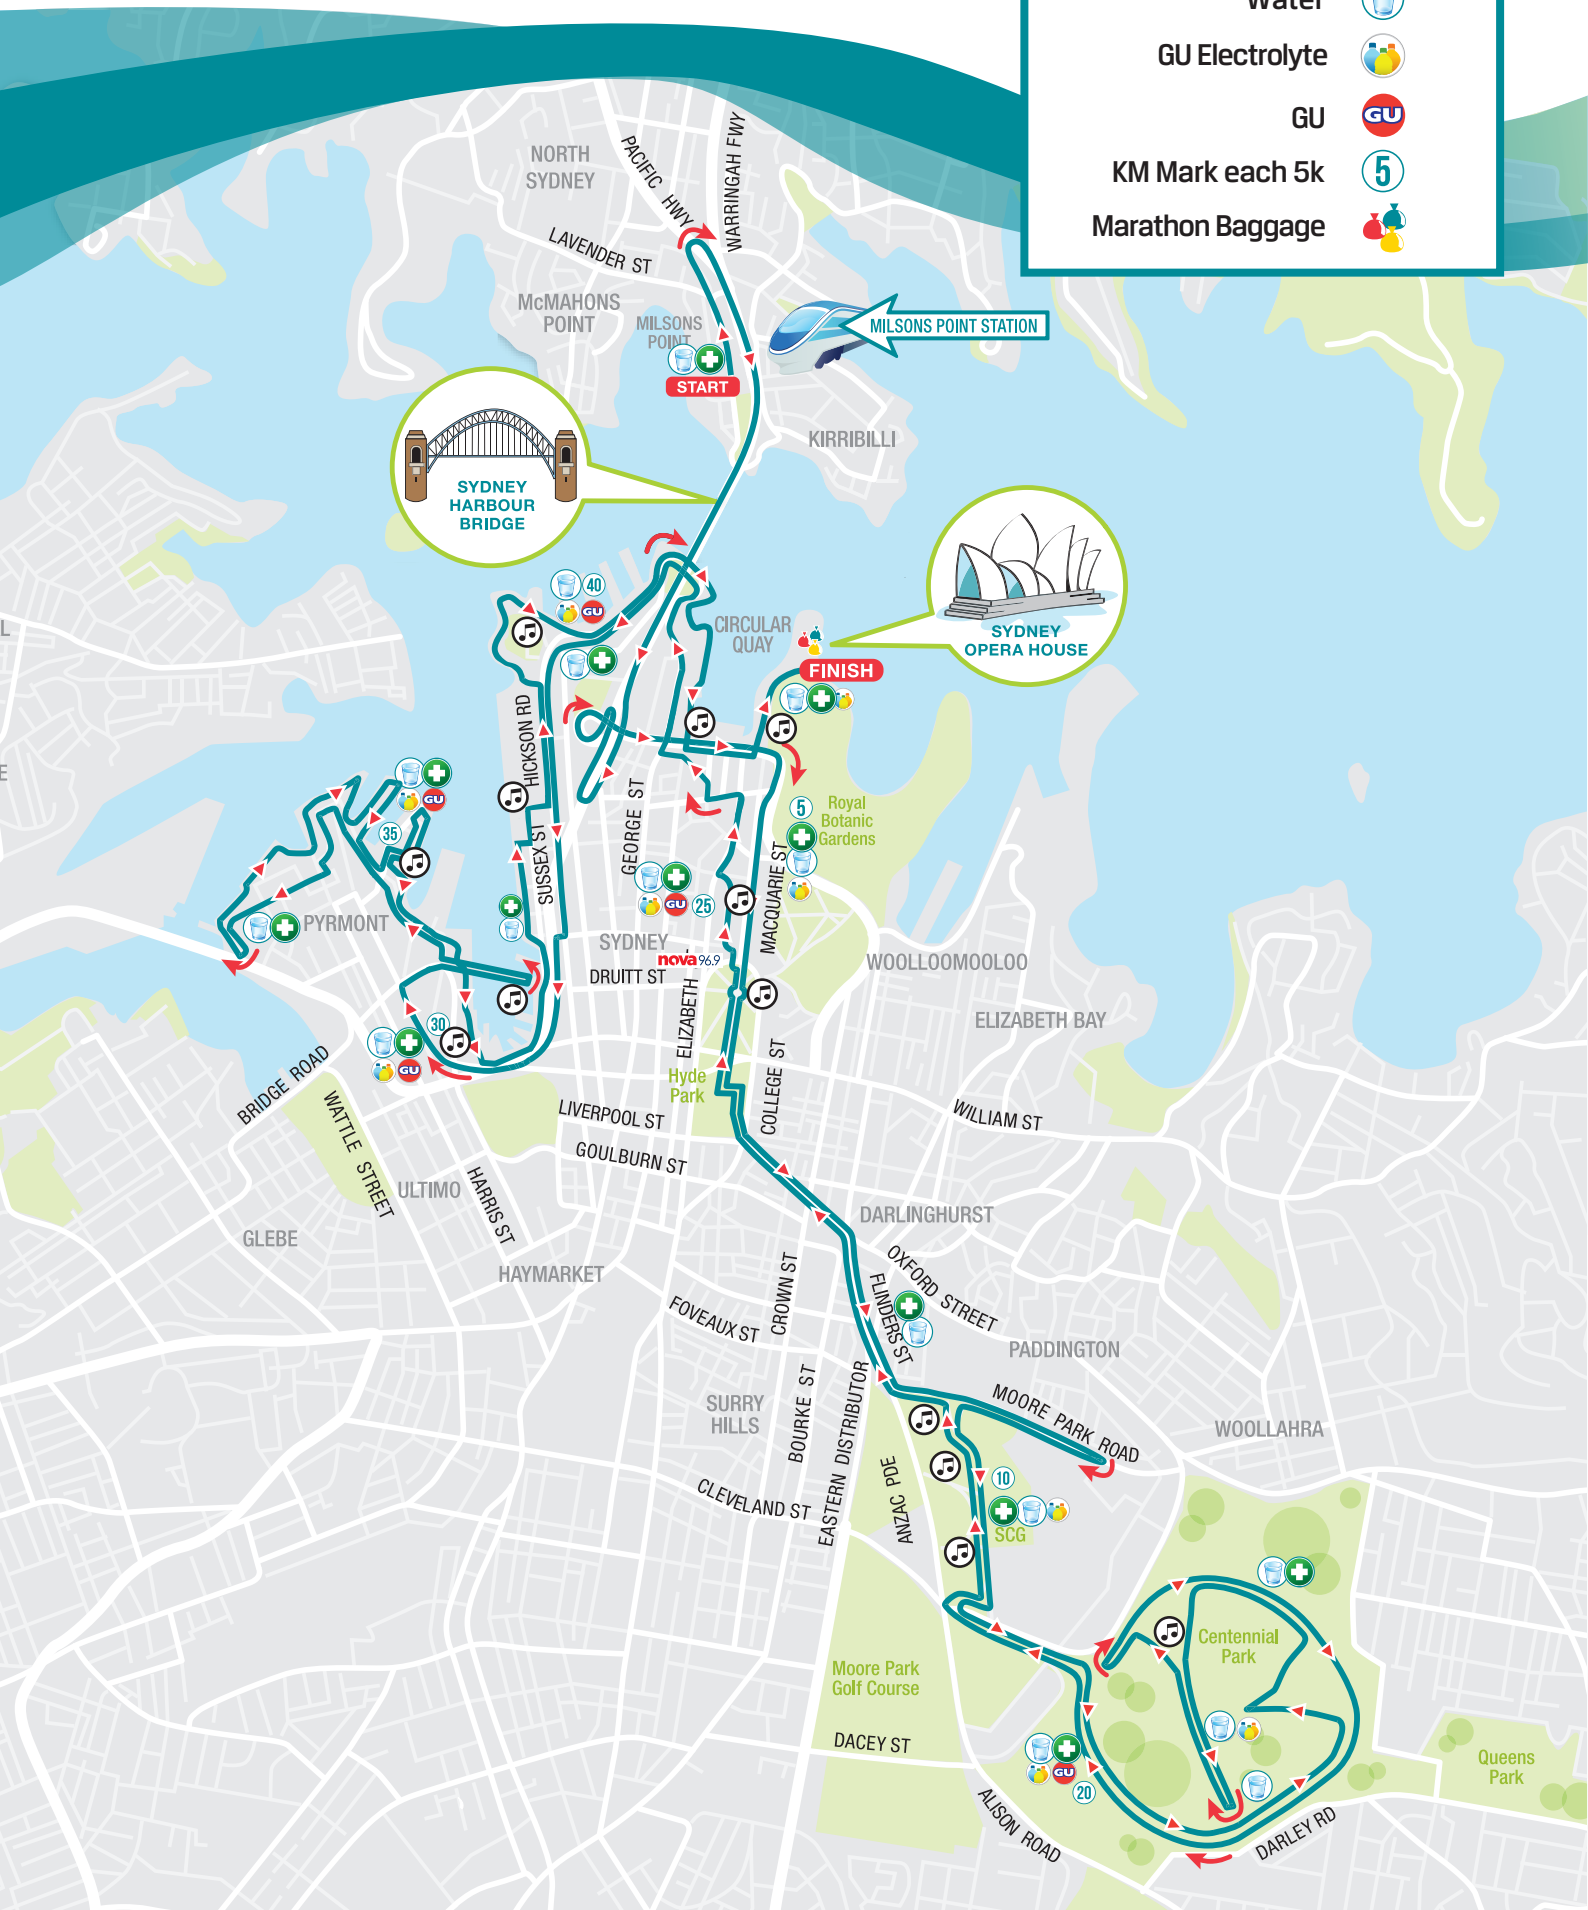 Water
GU Electrolyte
GU
GU
KM Mark each 5k
5
Marathon Baggage
NORTH
SYDNEY
PACIFIC HWY
WARRINGAH FWY
LAVENDER ST
McMAHONS
POINT
MILSONS
POINT
MILSONS POINT STATION
START
KIRRIBILLI
SYDNEY
HARBOUR
BRIDGE
SYDNEY
OPERA HOUSE
40
GU
CIRCULAR
QUAY
FINISH
HICKSON RD
GEORGE ST
SUSSEX ST
35
GU
5
Royal
Botanic
Gardens
MACQUARIE ST
GU
25
PYRMONT
SYDNEY
nova96.9
DRUITT ST
WOOLLOOMOOLOO
ELIZABETH
ELIZABETH BAY
30
GU
BRIDGE ROAD
WATTLE STREET
Hyde
Park
COLLEGE ST
LIVERPOOL ST
WILLIAM ST
GOULBURN ST
ULTIMO
HARRIS ST
GLEBE
HAYMARKET
DARLINGHURST
OXFORD STREET
FLINDERS ST
CROWN ST
FOVEAUX ST
PADDINGTON
SURRY
HILLS
BOURKE ST
EASTERN DISTRIBUTOR
MOORE PARK ROAD
WOOLLAHRA
ANZAC PDE
CLEVELAND ST
10
SCG
Centennial
Park
Moore Park
Golf Course
DACEY ST
GU
20
Queens
Park
ALISON ROAD
DARLEY RD